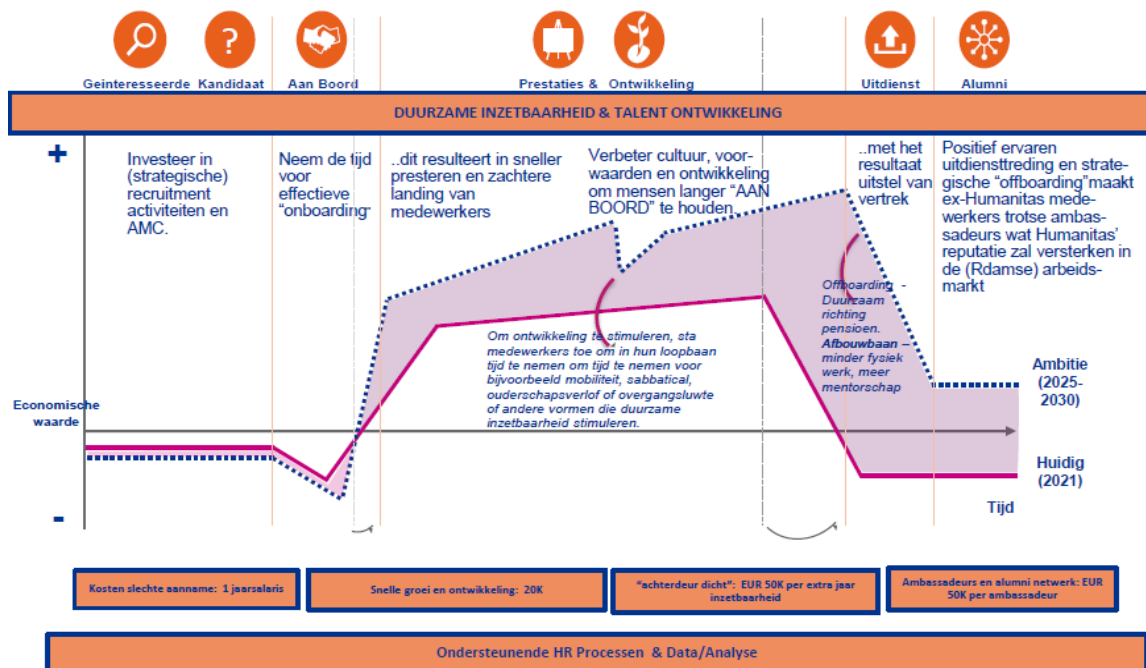 Geinteresseerde
Kandidaat
Aan Boord
Prestaties &
Ontwikkeling
Uitdienst
Alumni
?
DUURZAME INZETBAARHEID & TALENT ONTWIKKELING
+
Investeer in
(strategische)
recruitment
activiteiten en
AMC.
Neem de tijd
voor
effectieve
“onboarding“
..dit resulteert in sneller
presteren en zachtere
landing van
medewerkers
Verbeter cultuur, voor-
waarden en ontwikkeling
om mensen langer “AAN
BOORD” te houden.
..met het
resultaat
uitstel van
vertrek
Positief ervaren
uitdiensttreding en strate-
gische “offboarding”maakt
ex-Humanitas mede-
werkers trotse ambas-
sadeurs wat Humanitas’
reputatie zal versterken in
de (Rdamse) arbeids-
markt
Om ontwikkeling te stimuleren, sta
medewerkers toe om in hun loopbaan
tijd te nemen om tijd te nemen voor
bijvoorbeeld mobiliteit, sabbatical,
ouderschapsverlof of overgangsluwte
of andere vormen die duurzame
inzetbaarheid stimuleren.
Offboarding -
Duurzaam
richting
pensioen.
Afbouwbaan –
minder fysiek
werk, meer
mentorschap
Ambitie
(2025-
2030)
Economische
waarde
Huidig
(2021)
Tijd
-
Kosten slechte aanname: 1 jaarsalaris
Snelle groei en ontwikkeling: 20K
“achterdeur dicht”: EUR 50K per extra jaar
inzetbaarheid
Ambassadeurs en alumni netwerk: EUR
50K per ambassadeur
Ondersteunende HR Processen & Data/Analyse